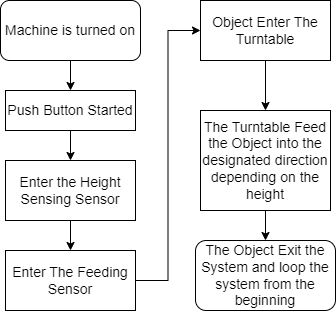 Machine is turned on
Push Button Started
Enter the Height
Sensing Sensor
Enter The Feeding
Sensor
Object Enter The
Turntable
The Turntable Feed
the Object into the
designated direction
depending on the
height
The Object Exit the
System and loop the
system from the
beginning